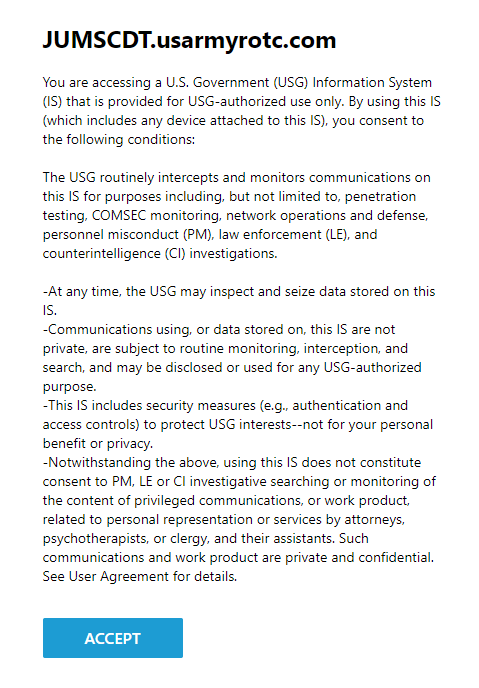 JUMSCDT.usarmyrotc.com
You are accessing a U.S. Government (USG) Information System
(IS) that is provided for USG-authorized use only. By using this IS
(which includes any device attached to this IS), you consent to
the following conditions:
The USG routinely intercepts and monitors communications on
this IS for purposes including, but not limited to, penetration
testing, COMSEC monitoring, network operations and defense,
personnel misconduct (PM), law enforcement (LE), and
counterintelligence (CI) investigations.
-At any time, the USG may inspect and seize data stored on this
IS.
-Communications using, or data stored on, this IS are not
private, are subject to routine monitoring, interception, and
search, and may be disclosed or used for any USG-authorized
purpose.
-This IS includes security measures (e.g., authentication and
access controls) to protect USG interests--not for your personal
benefit or privacy.
-Notwithstanding the above, using this IS does not constitute
consent to PM, LE or CI investigative searching or monitoring of
the content of privileged communications, or work product,
related to personal representation or services by attorneys,
psychotherapists, or clergy, and their assistants. Such
communications and work product are private and confidential.
See User Agreement for details.
ACCEPT